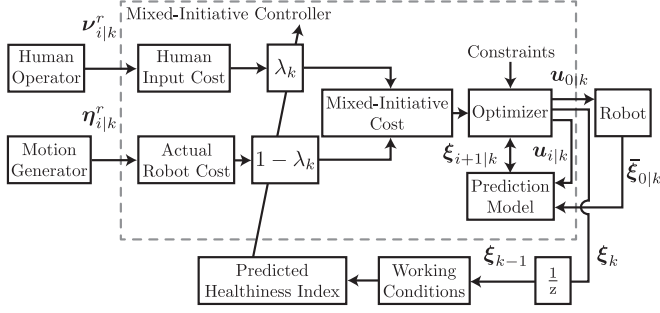 Mixed-Initiative Controller
ν^r_{i|k}
Human
Operator
Human
Input Cost
λ_k
Constraints
u_{0|k}
Mixed-Initiative
Cost
Optimizer
Robot
η^r_{i|k}
Motion
Generator
Actual
Robot Cost
1 − λ_k
ξ_{i+1|k}
u_{i|k}
ξ̄_{0|k}
Prediction
Model
Predicted
Healthiness Index
Working
Conditions
ξ_{k−1}
1/z
ξ_k